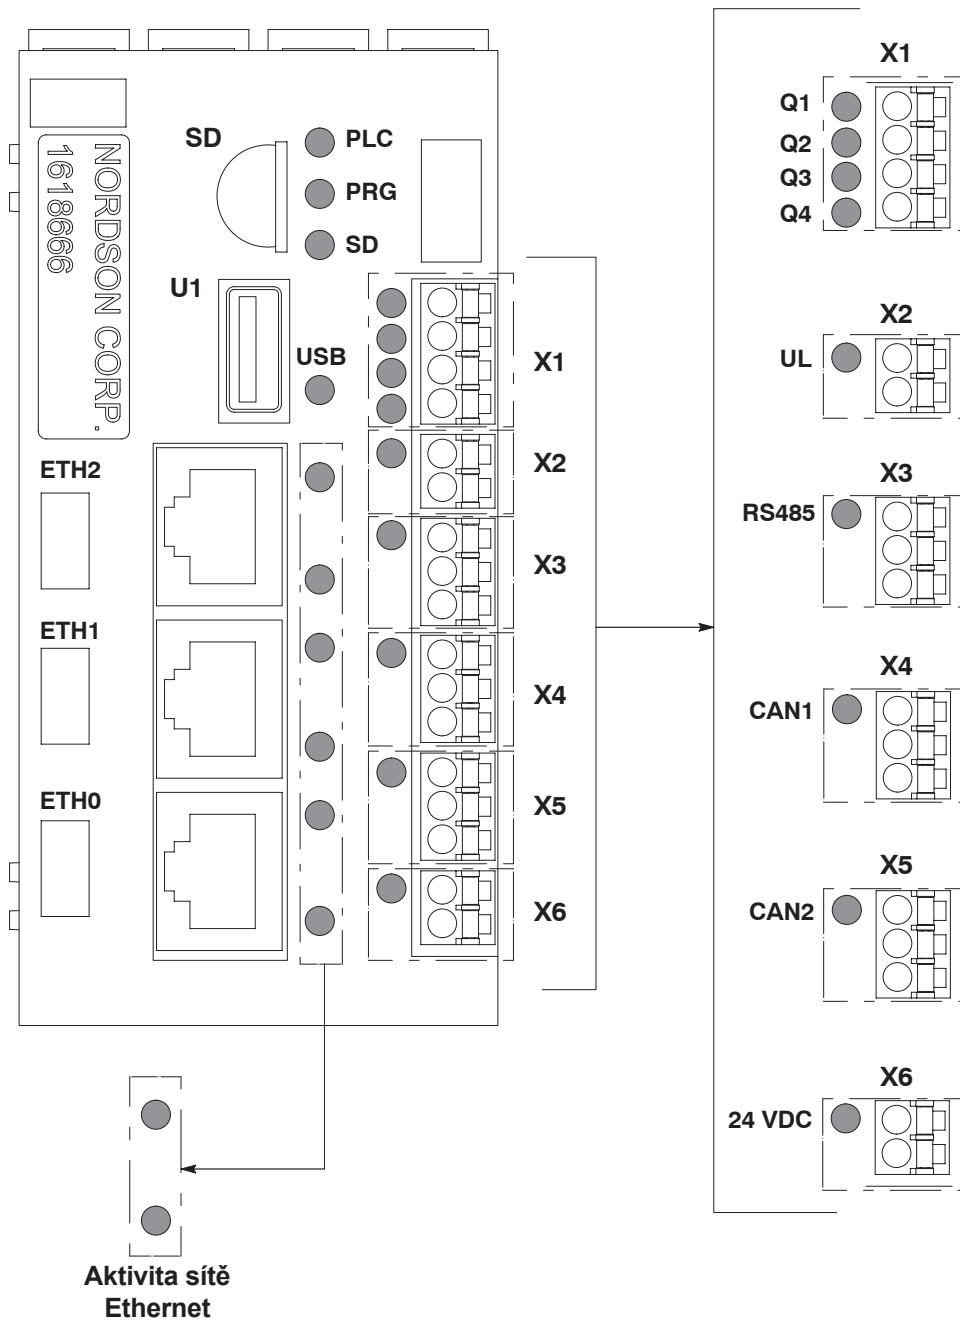 SD
PLC
PRG
SD
NORDSON CORP.
1618666
U1
USB
X1
X2
X3
X4
X5
X6
ETH2
ETH1
ETH0
Aktivita sítě
Ethernet
X1
Q1
Q2
Q3
Q4
X2
UL
X3
RS485
X4
CAN1
X5
CAN2
X6
24 VDC